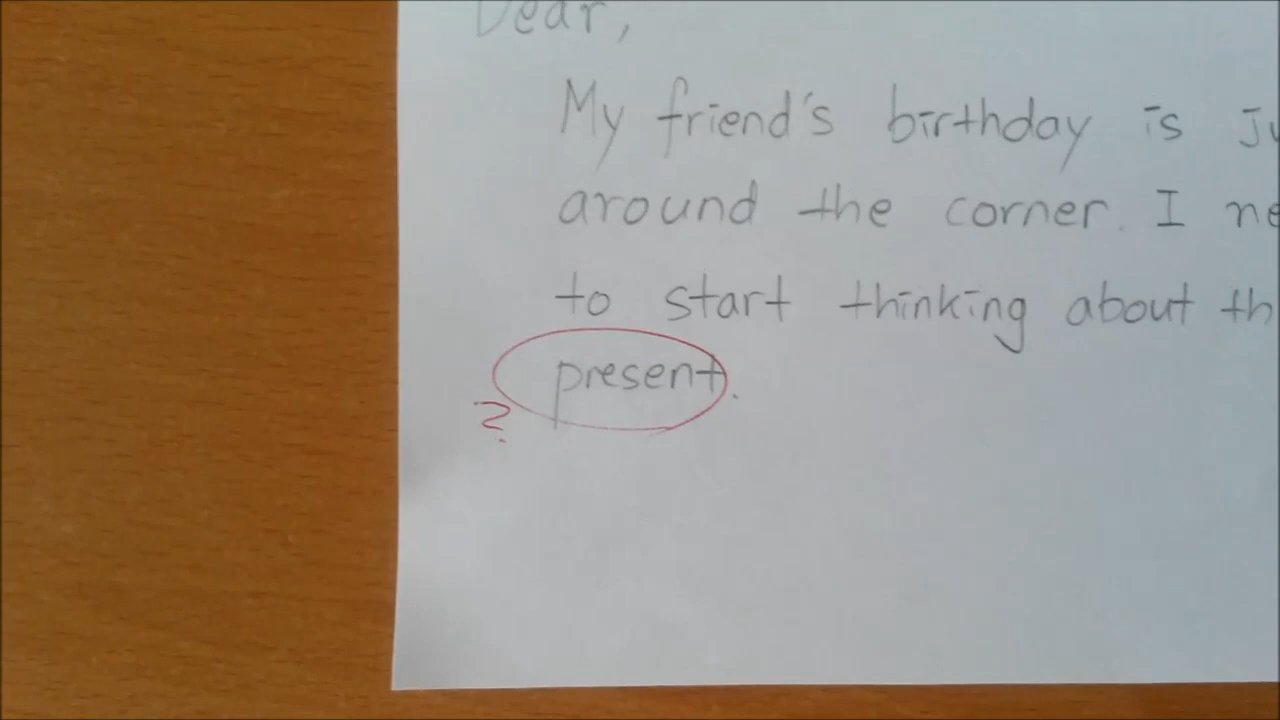 Dear,
My friend's birthday is
around the corner. I
to start thinking about
present.
?